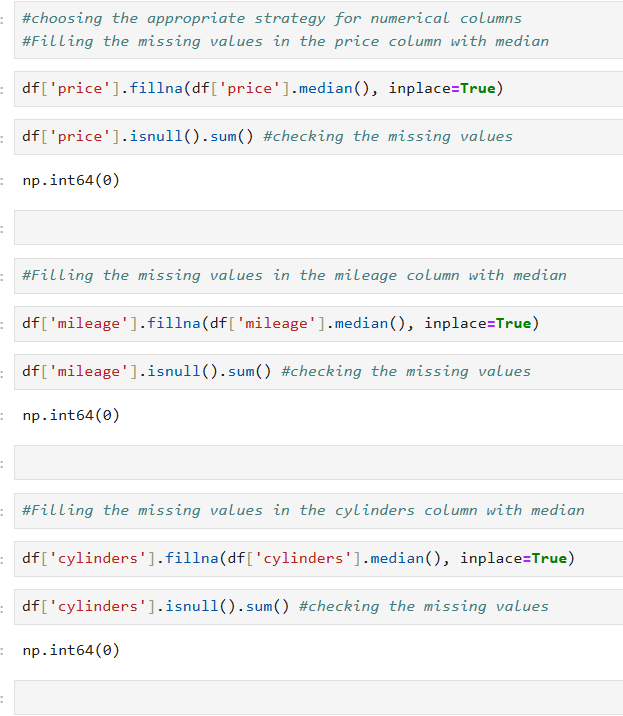 #choosing the appropriate strategy for numerical columns
#Filling the missing values in the price column with median
df['price'].fillna(df['price'].median(), inplace=True)
df['price'].isnull().sum() #checking the missing values
np.int64(0)
#Filling the missing values in the mileage column with median
df['mileage'].fillna(df['mileage'].median(), inplace=True)
df['mileage'].isnull().sum() #checking the missing values
np.int64(0)
#Filling the missing values in the cylinders column with median
df['cylinders'].fillna(df['cylinders'].median(), inplace=True)
df['cylinders'].isnull().sum() #checking the missing values
np.int64(0)